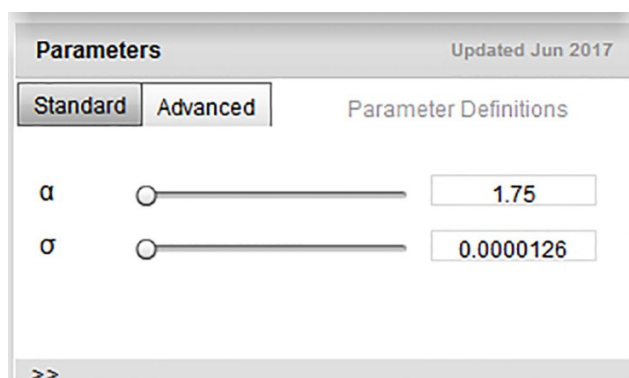 Parameters Updated Jun 2017
Standard Advanced Parameter Definitions
α 1.75
σ 0.0000126
>>